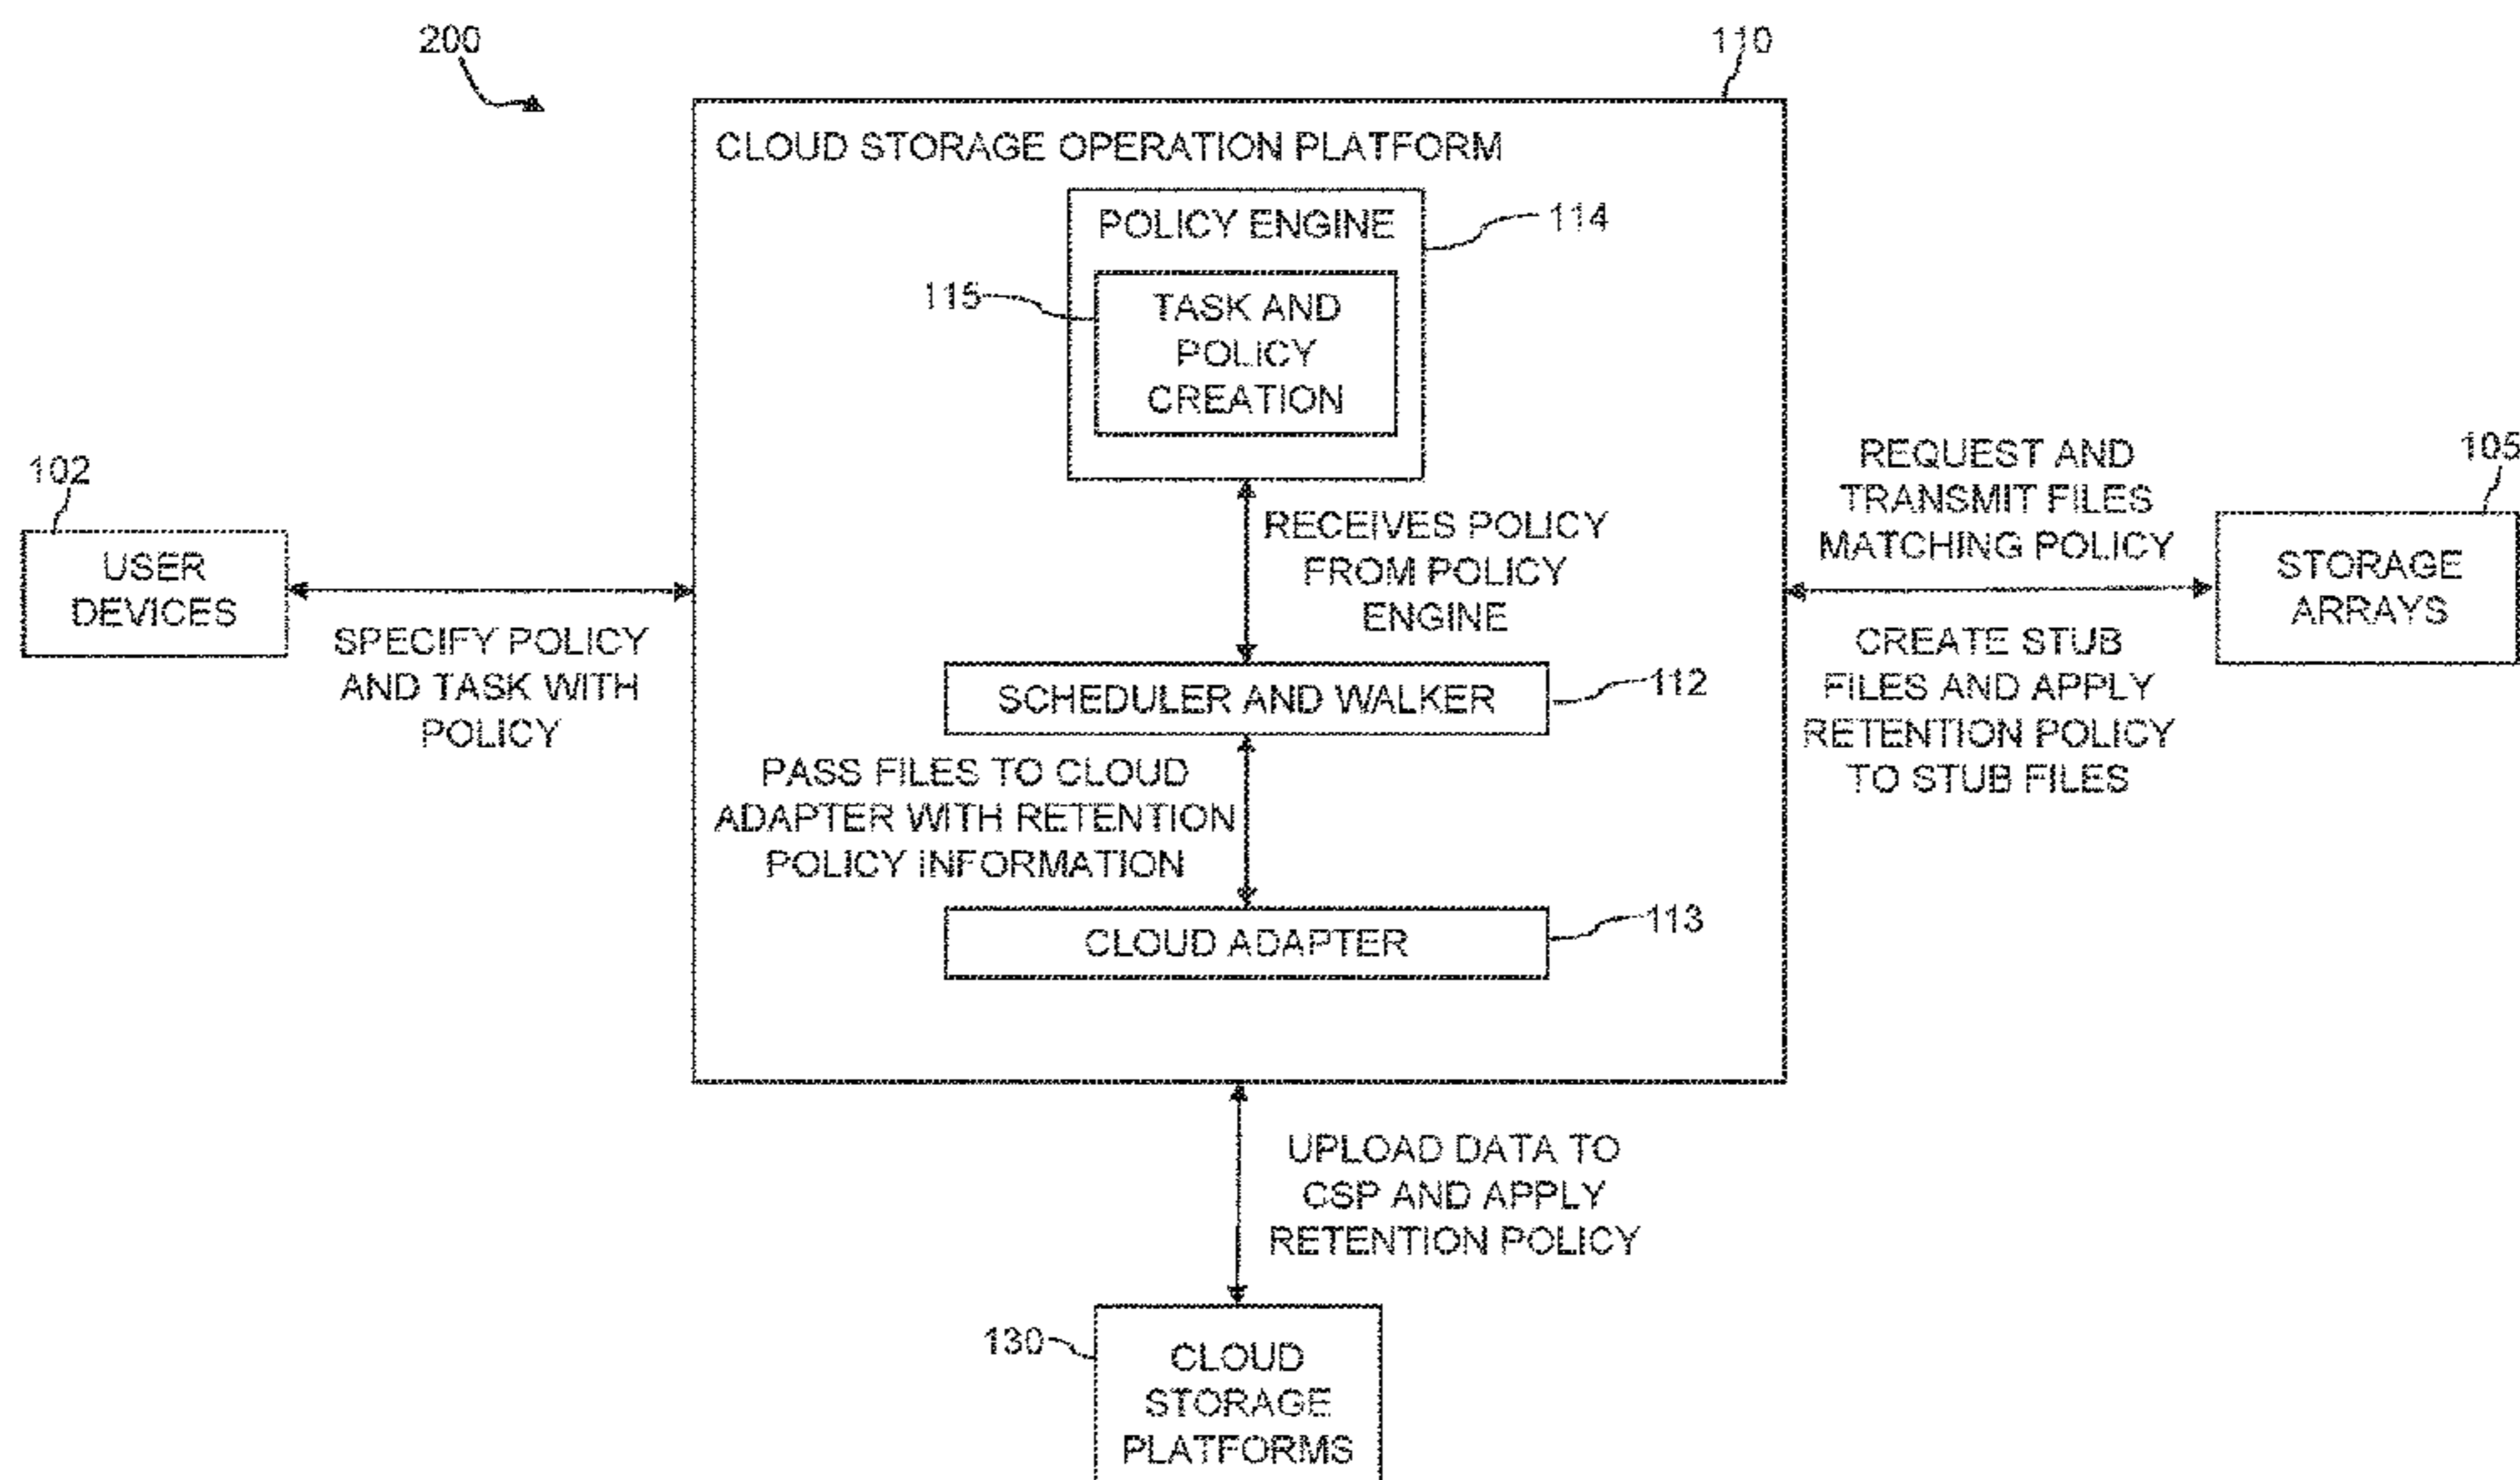 200
110
CLOUD STORAGE OPERATION PLATFORM
POLICY ENGINE
114
115
TASK AND
POLICY
CREATION
102
USER
DEVICES
SPECIFY POLICY
AND TASK WITH
POLICY
RECEIVES POLICY
FROM POLICY
ENGINE
REQUEST AND
TRANSMIT FILES
MATCHING POLICY
105
STORAGE
ARRAYS
CREATE STUB
FILES AND APPLY
RETENTION POLICY
TO STUB FILES
SCHEDULER AND WALKER
112
PASS FILES TO CLOUD
ADAPTER WITH RETENTION
POLICY INFORMATION
CLOUD ADAPTER
113
UPLOAD DATA TO
CSP AND APPLY
RETENTION POLICY
130
CLOUD
STORAGE
PLATFORMS